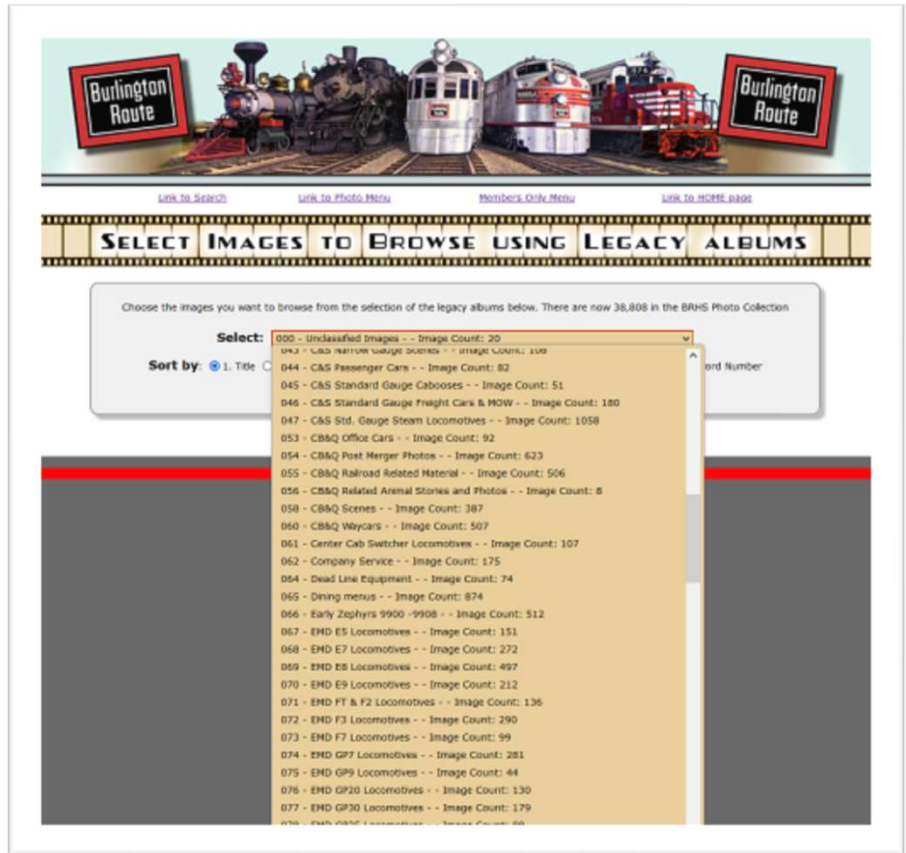 Burlington
Route
Burlington
Route
Link to Search Link to Photo Menu Members Only Menu Link to HOME page
SELECT IMAGES TO BROWSE USING LEGACY ALBUMS
Choose the images you want to browse from the selection of the legacy albums below. There are now 38,808 in the BRHS Photo Collection
Select: 000 - Unclassified Images - - Image Count: 20
043 - C&S Narrow Gauge Scenes - - Image Count: 108
Sort by: 1. Title
Number
044 - C&S Passenger Cars - - Image Count: 82
045 - C&S Standard Gauge Cabooses - - Image Count: 51
046 - C&S Standard Gauge Freight Cars & MOW - - Image Count: 180
047 - C&S Std. Gauge Steam Locomotives - - Image Count: 1058
053 - CB&Q Office Cars - - Image Count: 92
054 - CB&Q Post Merger Photos - - Image Count: 623
055 - CB&Q Railroad Related Material - - Image Count: 506
056 - CB&Q Related Animal Stories and Photos - - Image Count: 8
058 - CB&Q Scenes - - Image Count: 387
060 - CB&Q Waycars - - Image Count: 507
061 - Center Cab Switcher Locomotives - - Image Count: 107
062 - Company Service - - Image Count: 175
064 - Dead Line Equipment - - Image Count: 74
065 - Dining menus - - Image Count: 874
066 - Early Zephyrs 9900 -9908 - - Image Count: 512
067 - EMD E5 Locomotives - - Image Count: 151
068 - EMD E7 Locomotives - - Image Count: 272
069 - EMD E8 Locomotives - - Image Count: 497
070 - EMD E9 Locomotives - - Image Count: 212
071 - EMD FT & F2 Locomotives - - Image Count: 136
072 - EMD F3 Locomotives - - Image Count: 290
073 - EMD F7 Locomotives - - Image Count: 99
074 - EMD GP7 Locomotives - - Image Count: 281
075 - EMD GP9 Locomotives - - Image Count: 44
076 - EMD GP20 Locomotives - - Image Count: 130
077 - EMD GP30 Locomotives - - Image Count: 179